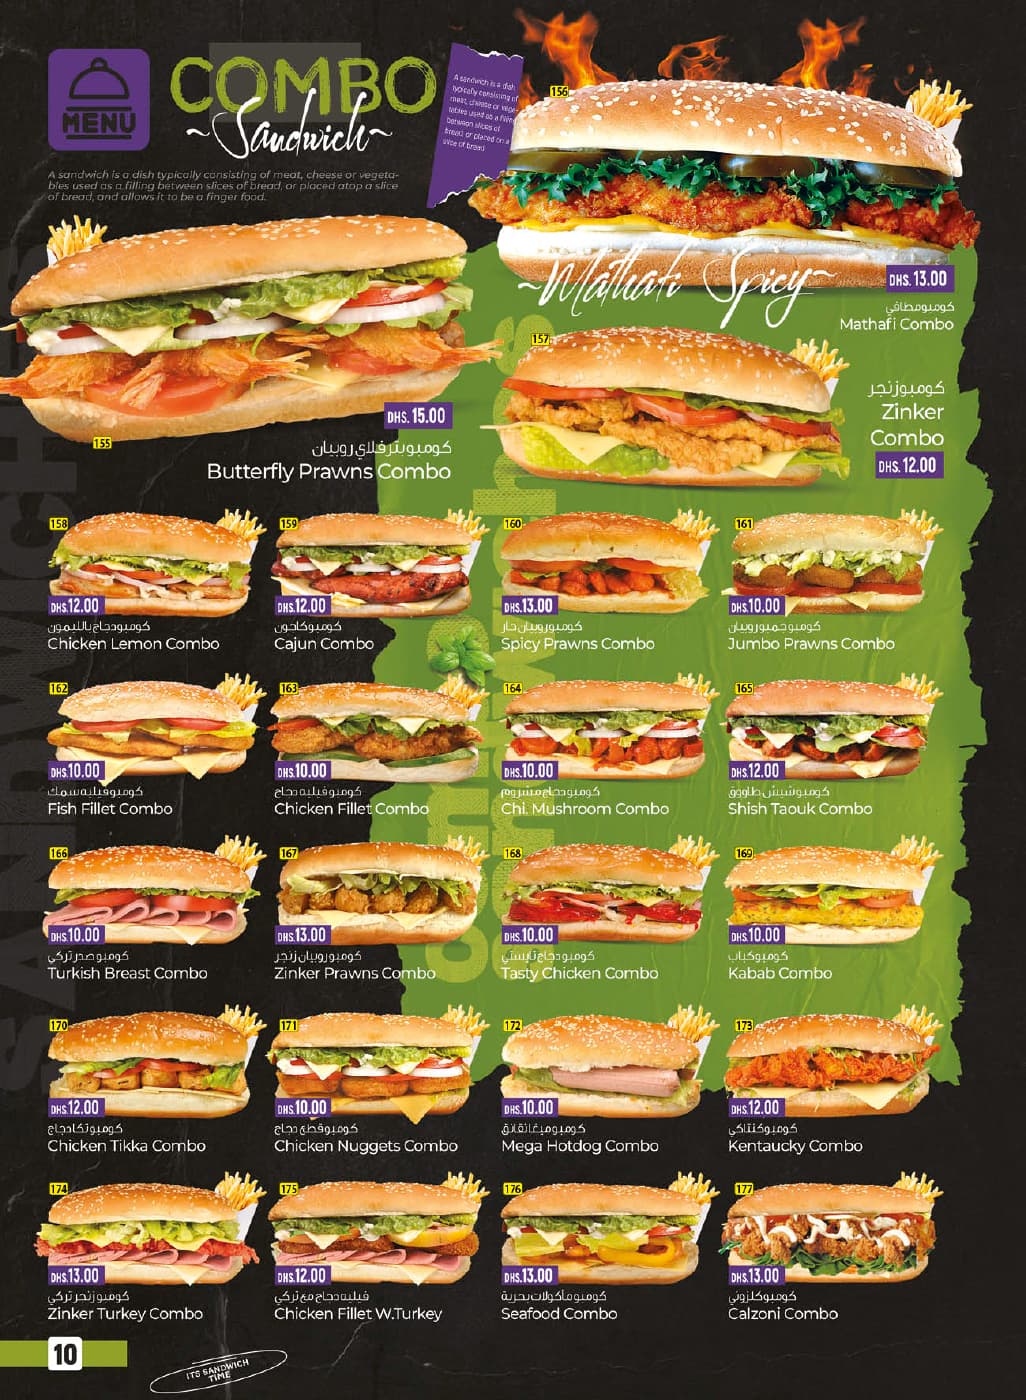 MENU
COMBO
~Sandwich~
A sandwich is a dish typically consisting of meat, cheese or vegeta-
bles used as a filling between slices of bread, or placed atop a slice
of bread, and allows it to be a finger food.
A sandwich is a dish
typically consisting of
meat, cheese or vege-
tables used as a filling
between slices of
bread, or placed on a
slice of bread
156
~Mathafi Spicy~
DHS. 13.00
كومبو مطافي
Mathafi Combo
155
DHS. 15.00
كومبو بترفلاي روبيان
Butterfly Prawns Combo
157
كومبو زنجر
Zinker
Combo
DHS. 12.00
SANDWICHES
158
DHS.12.00
كومبو دجاج بالليمون
Chicken Lemon Combo
159
DHS.12.00
كومبو كاجون
Cajun Combo
160
DHS.13.00
كومبو روبيان حار
Spicy Prawns Combo
161
DHS.10.00
كومبو جمبو روبيان
Jumbo Prawns Combo
162
DHS.10.00
كومبو فيليه سمك
Fish Fillet Combo
163
DHS.10.00
كومبو فيليه دجاج
Chicken Fillet Combo
164
DHS.10.00
كومبو دجاج مشروم
Chi. Mushroom Combo
165
DHS.12.00
كومبو شيش طاووق
Shish Taouk Combo
166
DHS.10.00
كومبو صدر تركي
Turkish Breast Combo
167
DHS.13.00
كومبو روبيان زنجر
Zinker Prawns Combo
168
DHS.10.00
كومبو دجاج تايستي
Tasty Chicken Combo
169
DHS.10.00
كومبو كباب
Kabab Combo
170
DHS.12.00
كومبو تكا دجاج
Chicken Tikka Combo
171
DHS.10.00
كومبو قطع دجاج
Chicken Nuggets Combo
172
DHS.10.00
كومبو ميغا نقانق
Mega Hotdog Combo
173
DHS.12.00
كومبو كنتاكي
Kentaucky Combo
174
DHS.13.00
كومبو زنجر تركي
Zinker Turkey Combo
175
DHS.12.00
فيليه دجاج مع تركي
Chicken Fillet W.Turkey
176
DHS.13.00
كومبو مأكولات بحرية
Seafood Combo
177
DHS.13.00
كومبو كلزوني
Calzoni Combo
10
ITS SANDWICH
TIME